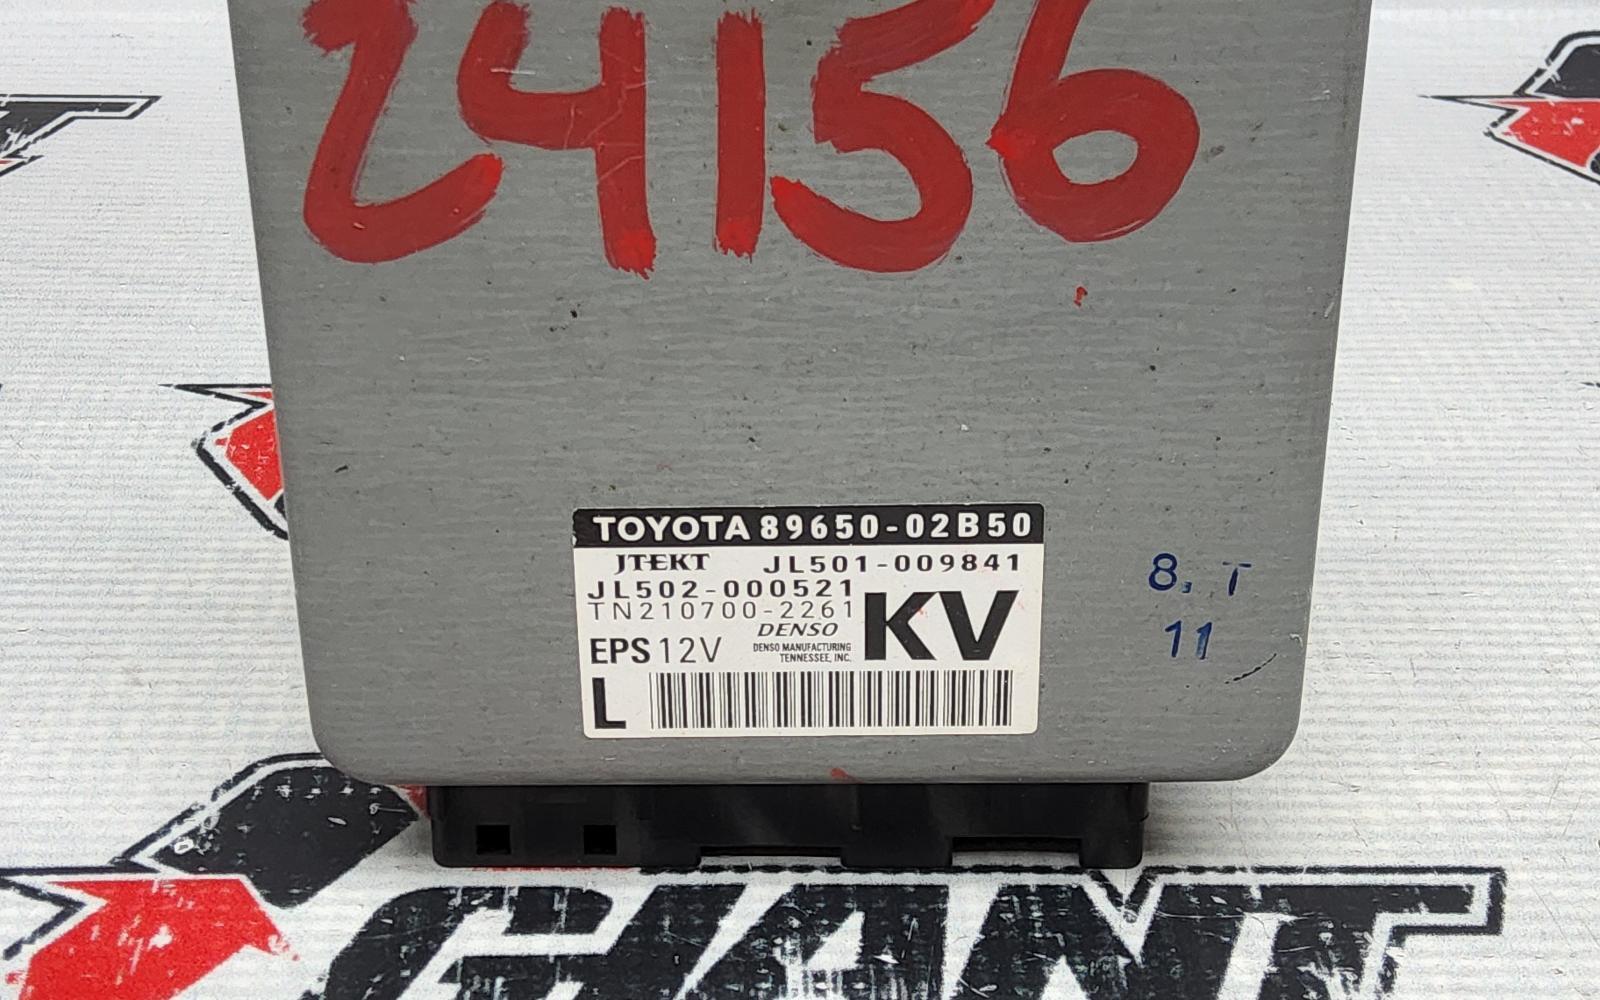 24156
TOYOTA 89650-02B50
JTEKT JL501-009841
JL502-000521
TN210700-2261
DENSO
EPS 12V
DENSO MANUFACTURING
TENNESSEE, INC.
KV
L
8. T
11
GIANT